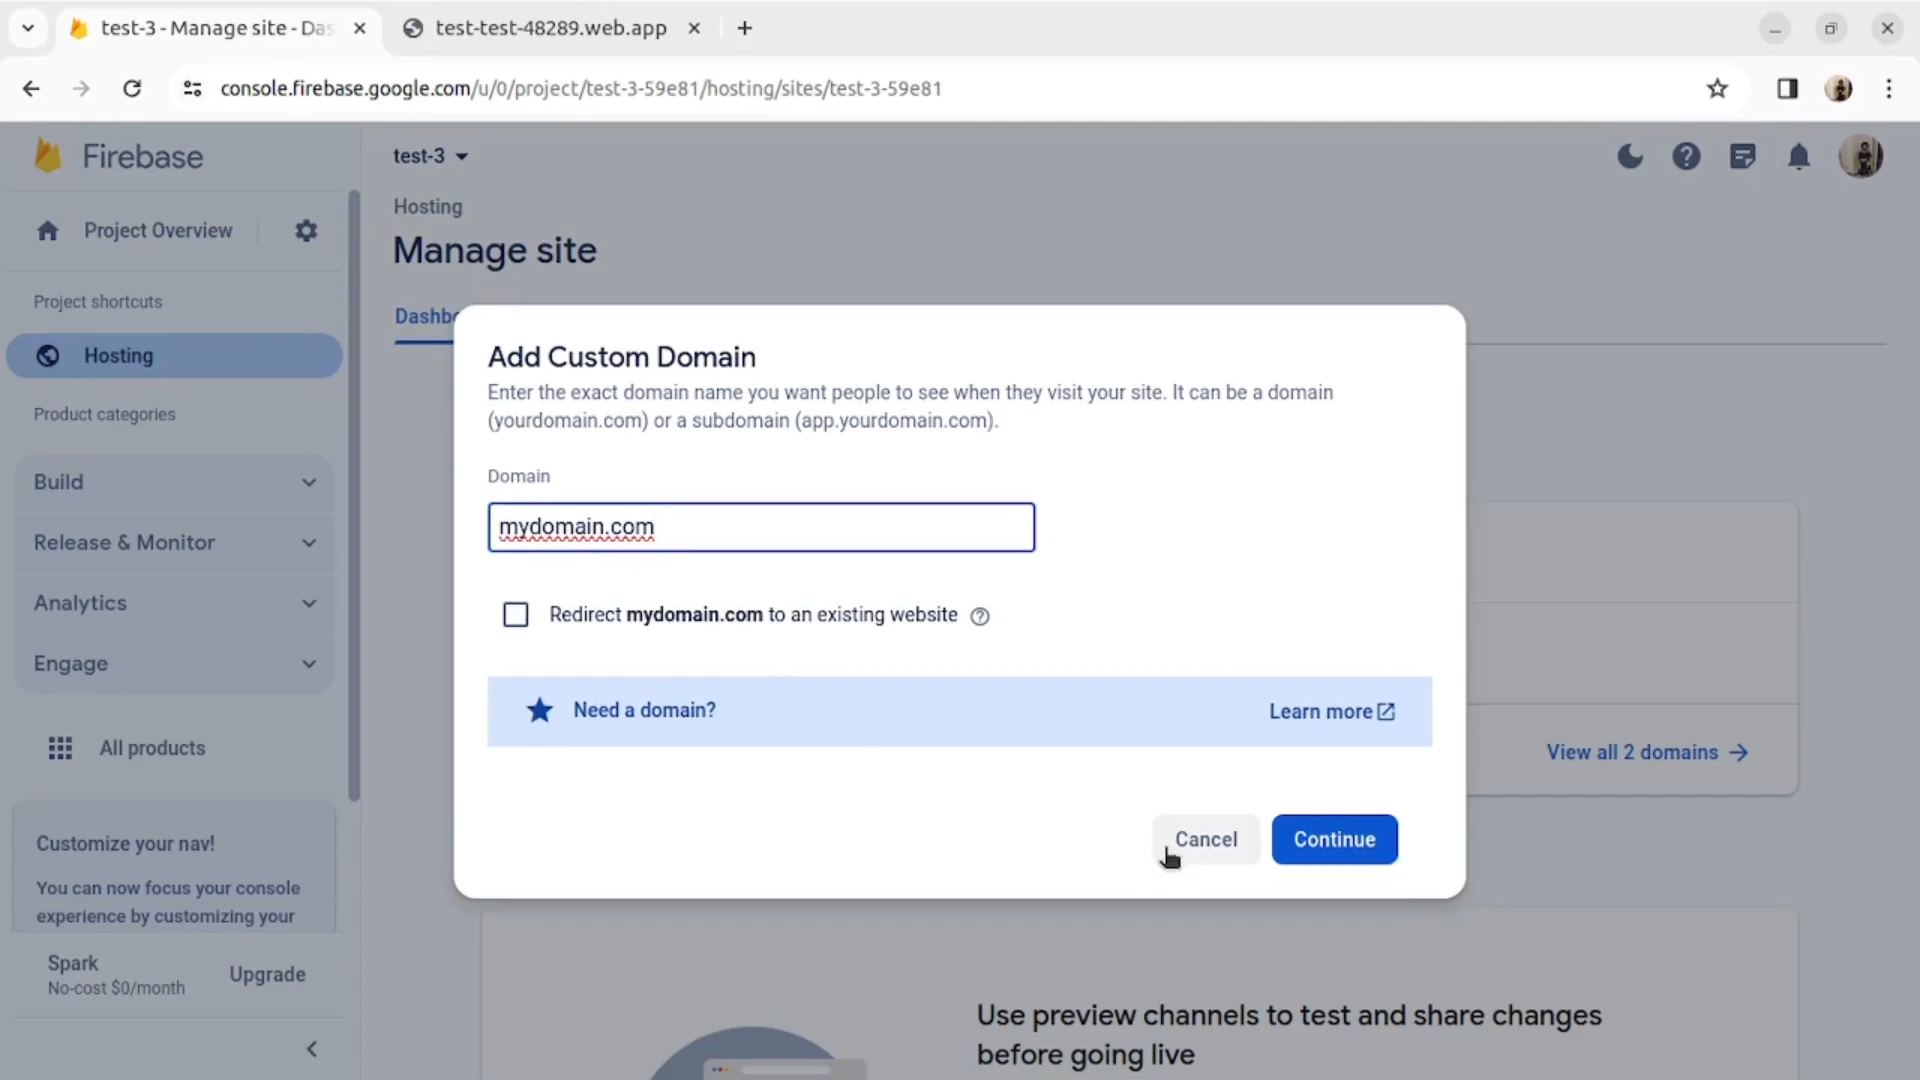 test-3 - Manage site - Das
test-test-48289.web.app
console.firebase.google.com/u/0/project/test-3-59e81/hosting/sites/test-3-59e81
Firebase
test-3
Project Overview
Hosting
Manage site
Project shortcuts
Dashbo
Hosting
Product categories
Build
Release & Monitor
Analytics
Engage
All products
Customize your nav!
You can now focus your console
experience by customizing your
Spark
No-cost $0/month
Upgrade
Add Custom Domain
Enter the exact domain name you want people to see when they visit your site. It can be a domain
(yourdomain.com) or a subdomain (app.yourdomain.com).
Domain
mydomain.com
Redirect mydomain.com to an existing website
Need a domain?
Learn more
Cancel
Continue
View all 2 domains
Use preview channels to test and share changes
before going live